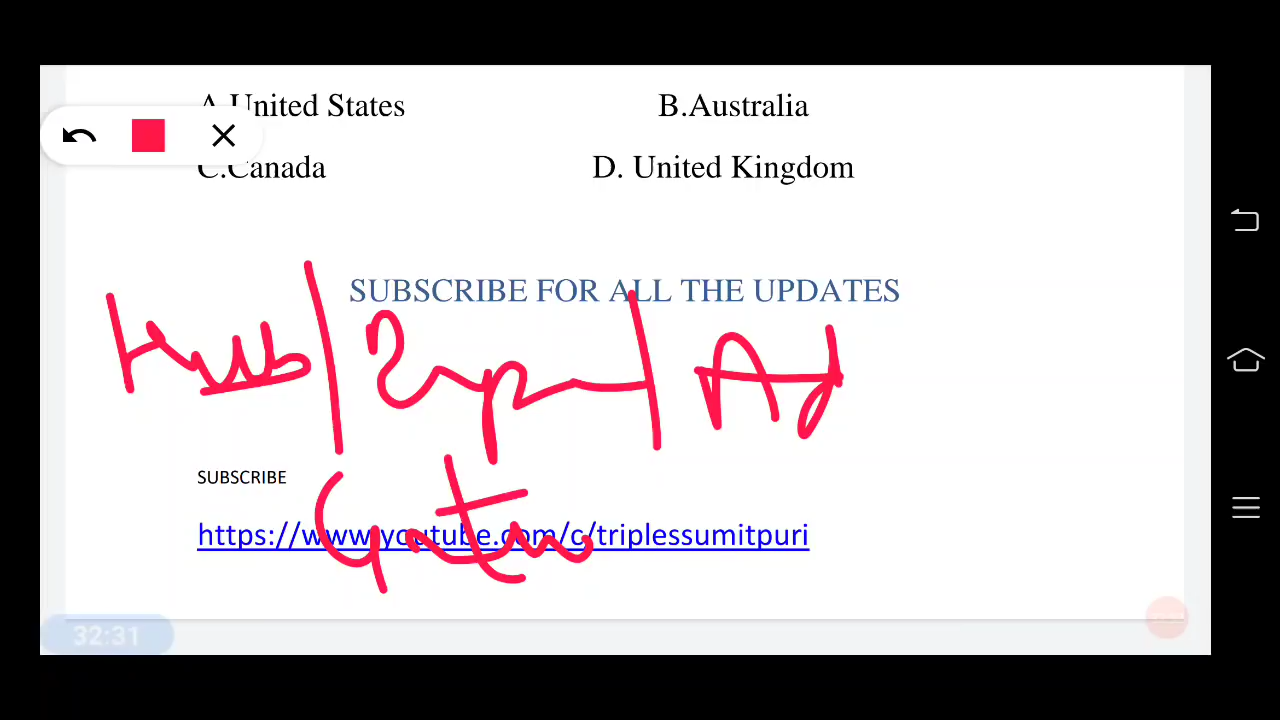 A.United States B.Australia
C.Canada D. United Kingdom
SUBSCRIBE FOR ALL THE UPDATES
Hub
SUBSCRIBE
https://www.youtube.com/c/triplessumitpuri
32:31